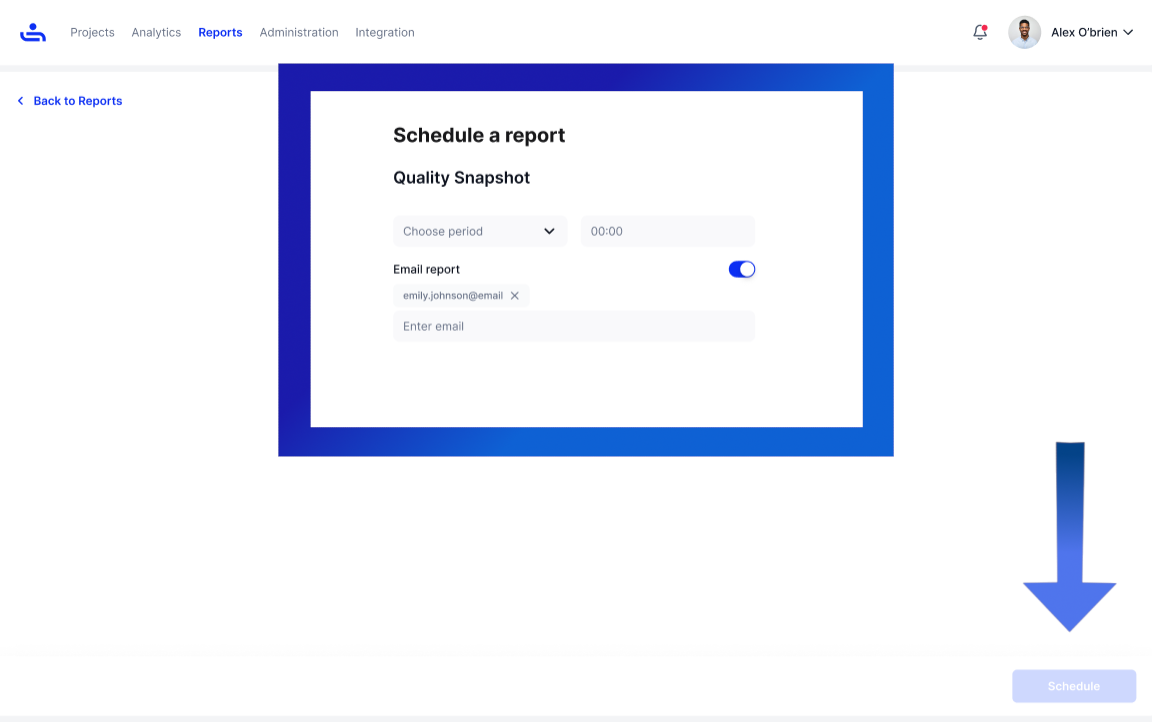 Projects Analytics Reports Administration Integration Alex O'brien
Back to Reports
Schedule a report
Quality Snapshot
Choose period 00:00
Email report
emily.johnson@email
Enter email
Schedule